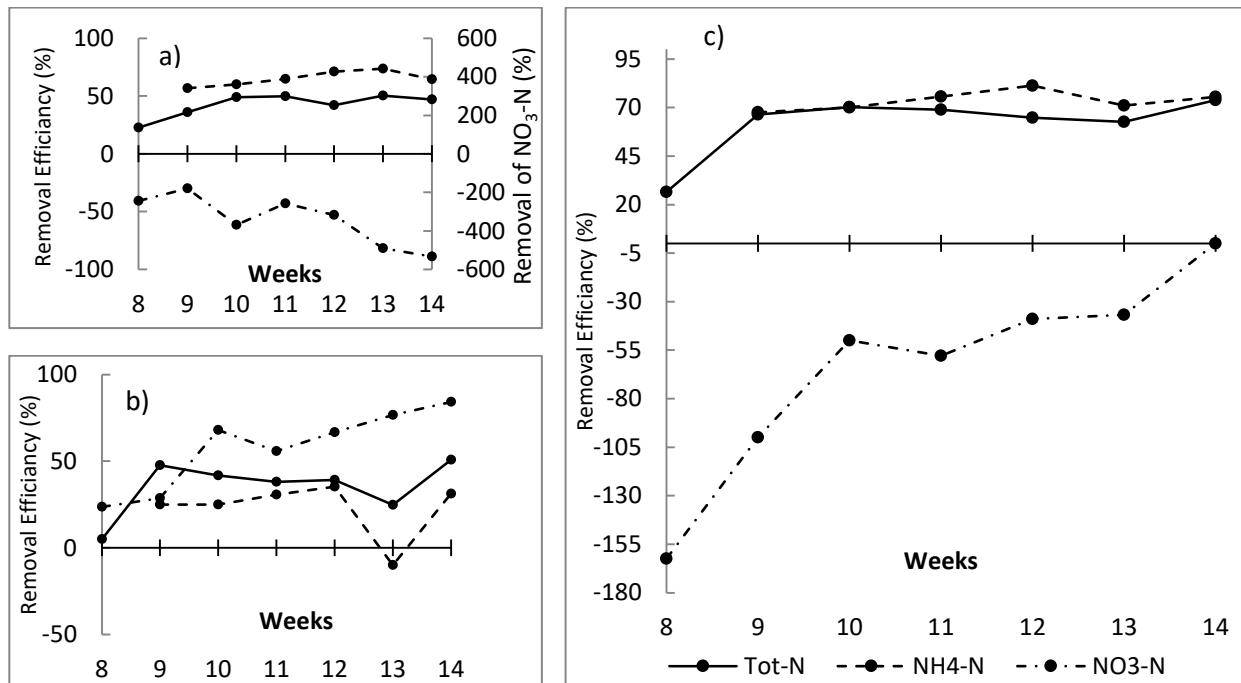 a)
Removal Efficiancy (%)
100
50
0
-50
-100
Removal of NO₃-N (%)
600
400
200
0
-200
-400
-600
Weeks
8 9 10 11 12 13 14
b)
Removal Efficiancy (%)
100
50
0
-50
Weeks
8 9 10 11 12 13 14
c)
Removal Efficiancy (%)
95
70
45
20
-5
-30
-55
-80
-105
-130
-155
-180
Weeks
8 9 10 11 12 13 14
Tot-N NH4-N NO3-N